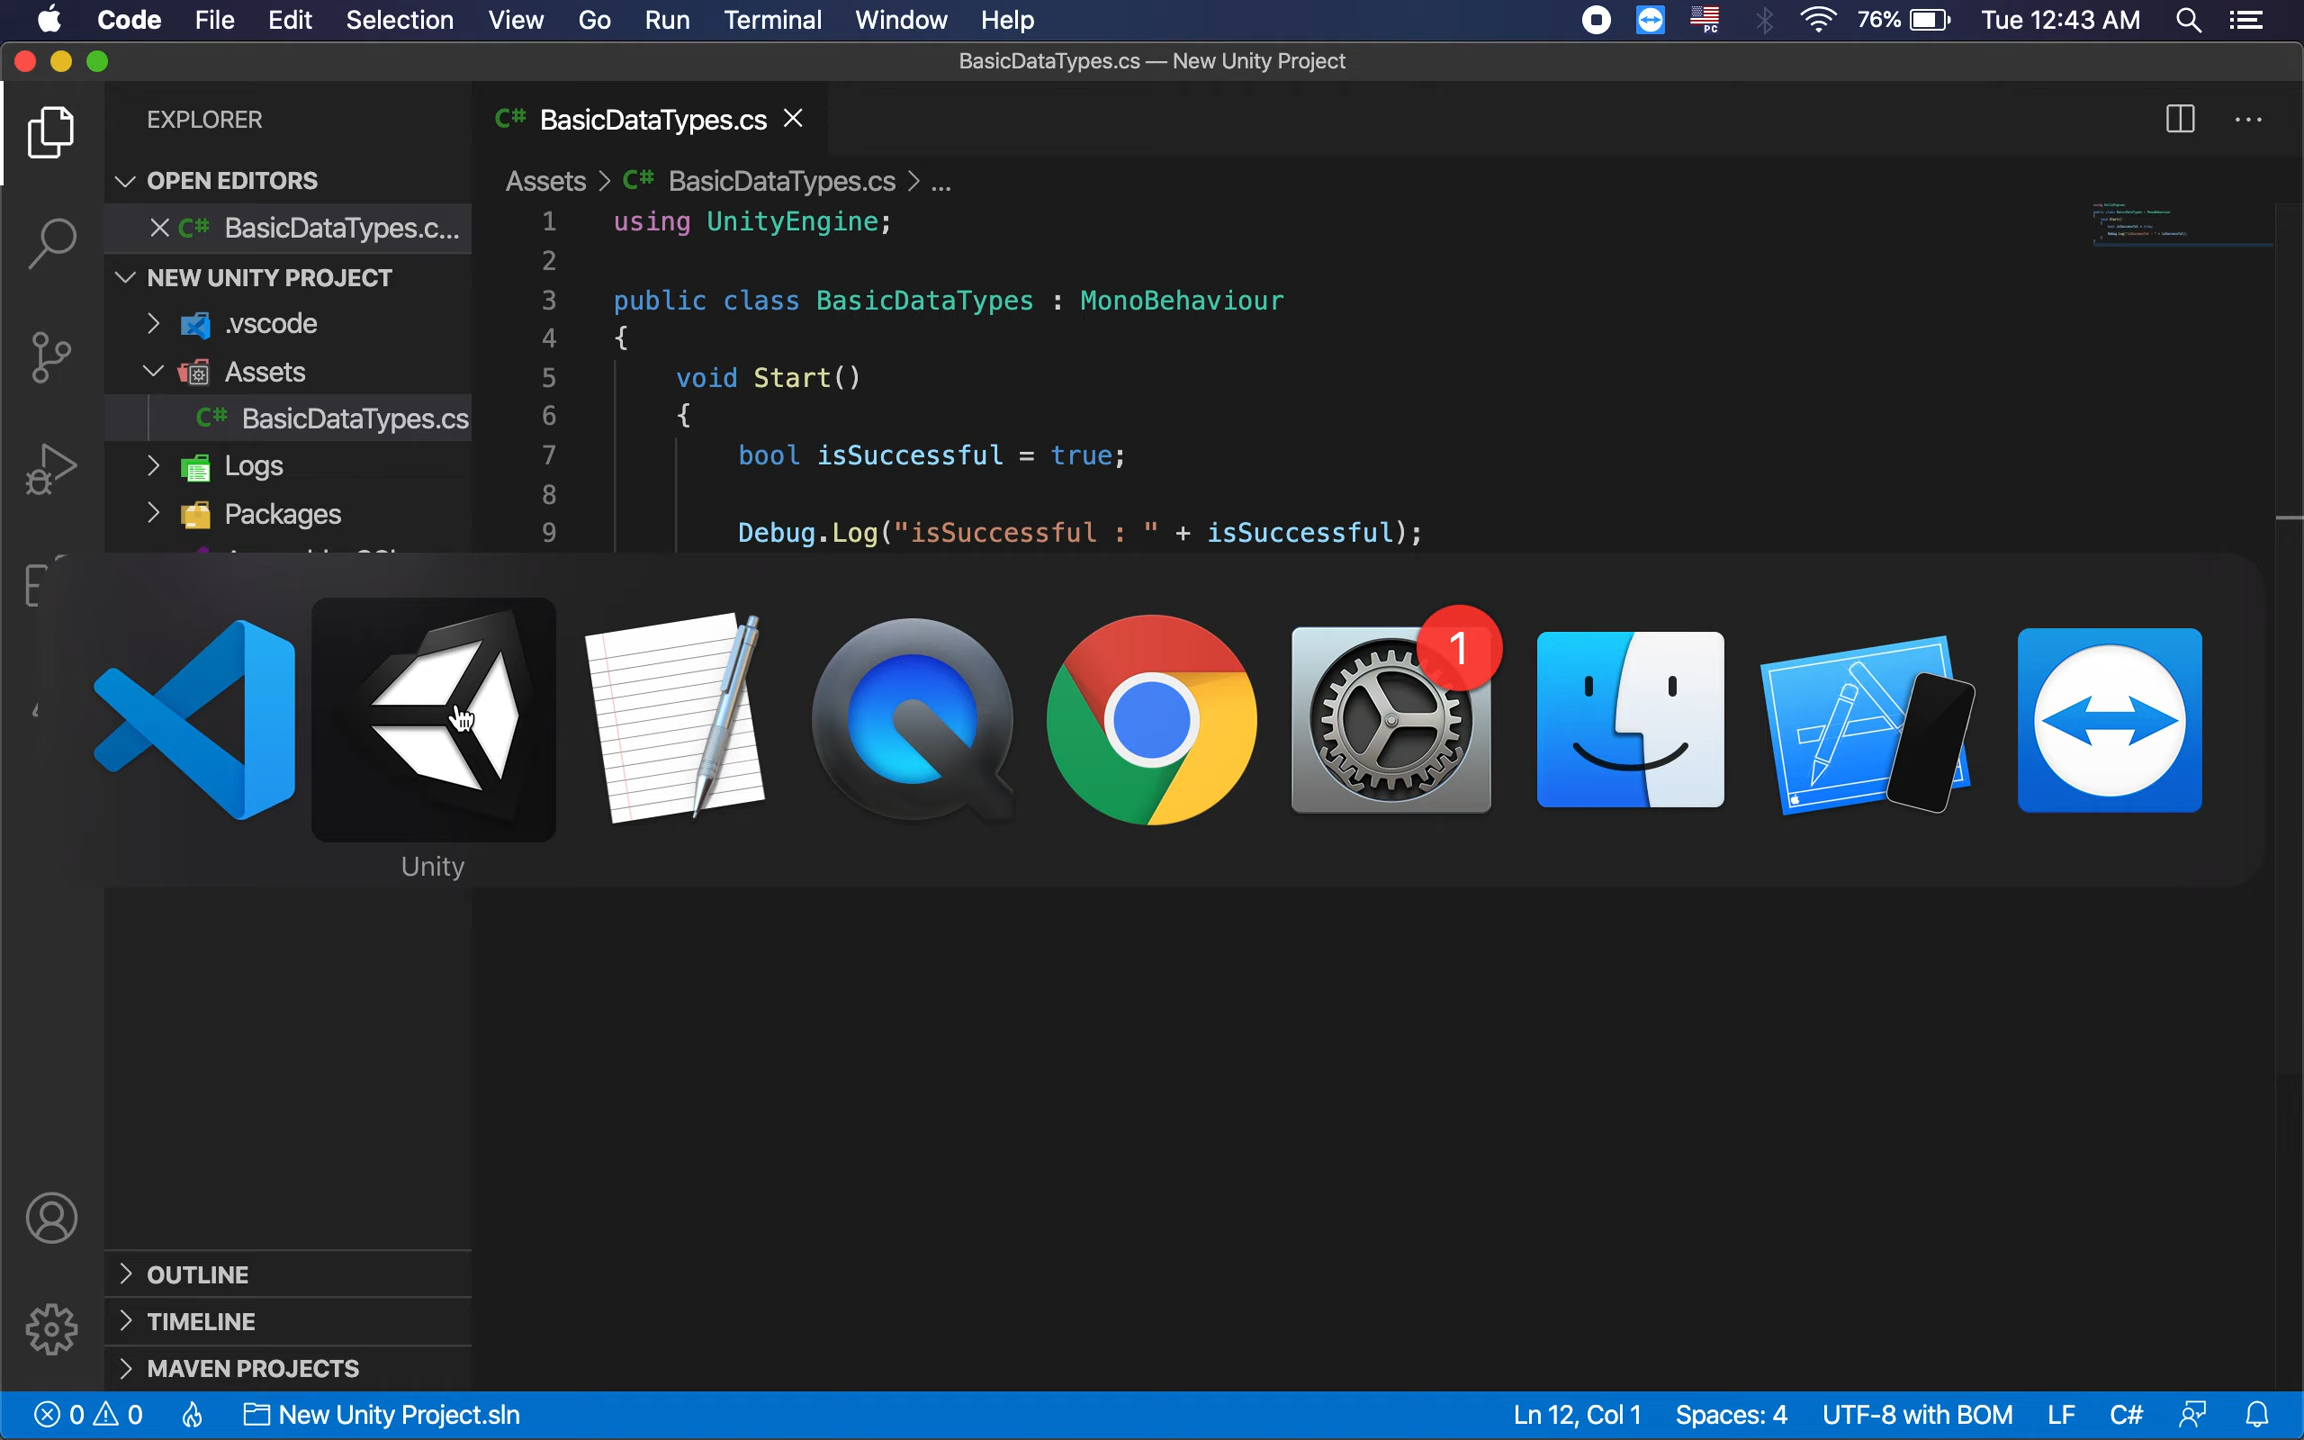 Code File Edit Selection View Go Run Terminal Window Help 76% Tue 12:43 AM
BasicDataTypes.cs — New Unity Project
EXPLORER
C# BasicDataTypes.cs
OPEN EDITORS
Assets > C# BasicDataTypes.cs > ...
C# BasicDataTypes.c...
NEW UNITY PROJECT
.vscode
Assets
C# BasicDataTypes.cs
Logs
Packages
1 using UnityEngine;
2
3 public class BasicDataTypes : MonoBehaviour
4 {
5 void Start()
6 {
7 bool isSuccessful = true;
8
9 Debug.Log("isSuccessful : " + isSuccessful);
1
Unity
OUTLINE
TIMELINE
MAVEN PROJECTS
0 0 New Unity Project.sln Ln 12, Col 1 Spaces: 4 UTF-8 with BOM LF C#